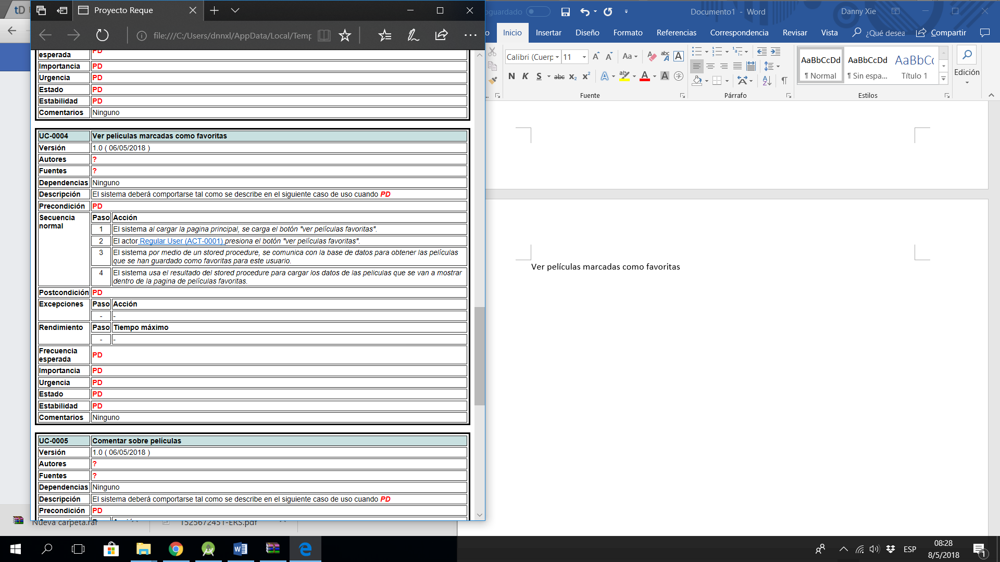 tD
Proyecto Reque
file:///C:/Users/dnnxl/AppData/Local/Temp
oguardado
Documento1 - Word
Danny Xie
o
Inicio
Insertar
Diseño
Formato
Referencias
Correspondencia
Revisar
Vista
¿Qué desea
Compartir
Calibri (Cuerp
11
Aa
N K S abc x₂ x²
Fuente
Párrafo
AaBbCcDd
¶ Normal
AaBbCcDd
¶ Sin espa...
AaBbCc
Título 1
Estilos
Edición
esperada PD
Importancia PD
Urgencia PD
Estado PD
Estabilidad PD
Comentarios Ninguno
UC-0004 Ver películas marcadas como favoritas
Versión 1.0 ( 06/05/2018 )
Autores ?
Fuentes ?
Dependencias Ninguno
Descripción El sistema deberá comportarse tal como se describe en el siguiente caso de uso cuando PD
Precondición PD
Secuencia normal Paso Acción
1 El sistema al cargar la pagina principal, se carga el botón "ver películas favoritas".
2 El actor Regular User (ACT-0001) presiona el botón "ver películas favoritas".
3 El sistema por medio de un stored procedure, se comunica con la base de datos para obtener las películas
que se han guardado como favoritas para este usuario.
4 El sistema usa el resultado del stored procedure para cargar los datos de las peliculas que se van a mostrar
dentro de la pagina de películas favoritas.
Postcondición PD
Excepciones Paso Acción
- -
Rendimiento Paso Tiempo máximo
- -
Frecuencia
esperada PD
Importancia PD
Urgencia PD
Estado PD
Estabilidad PD
Comentarios Ninguno
UC-0005 Comentar sobre películas
Versión 1.0 ( 06/05/2018 )
Autores ?
Fuentes ?
Dependencias Ninguno
Descripción El sistema deberá comportarse tal como se describe en el siguiente caso de uso cuando PD
Precondición PD
Ver películas marcadas como favoritas
Nueva carpeta.rar
1525672451-ERS.pdf
ESP
08:28
8/5/2018
1